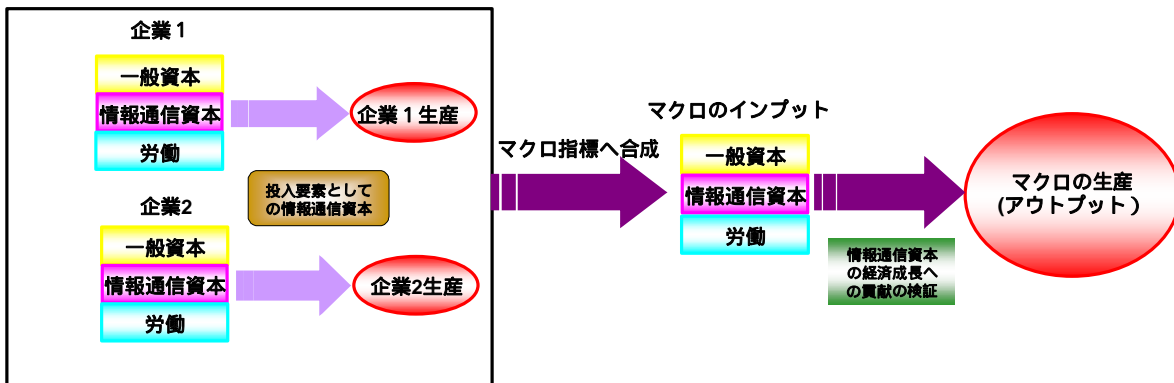 企業１
一般資本
情報通信資本
労働
企業１生産
投入要素として
の情報通信資本
企業2
一般資本
情報通信資本
労働
企業2生産
マクロ指標へ合成
マクロのインプット
一般資本
情報通信資本
労働
情報通信資本
の経済成長へ
の貢献の検証
マクロの生産
(アウトプット）